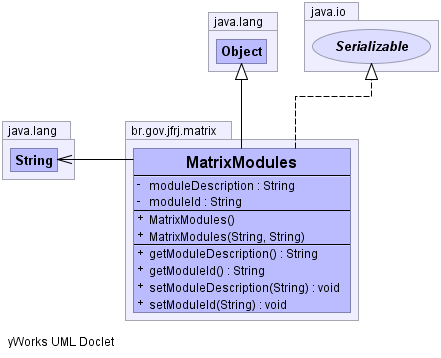 java.lang
java.io
Object
Serializable
java.lang
br.gov.jfrj.matrix
String
MatrixModules
- moduleDescription : String
- moduleId : String
+ MatrixModules()
+ MatrixModules(String, String)
+ getModuleDescription() : String
+ getModuleId() : String
+ setModuleDescription(String) : void
+ setModuleId(String) : void
yWorks UML Doclet